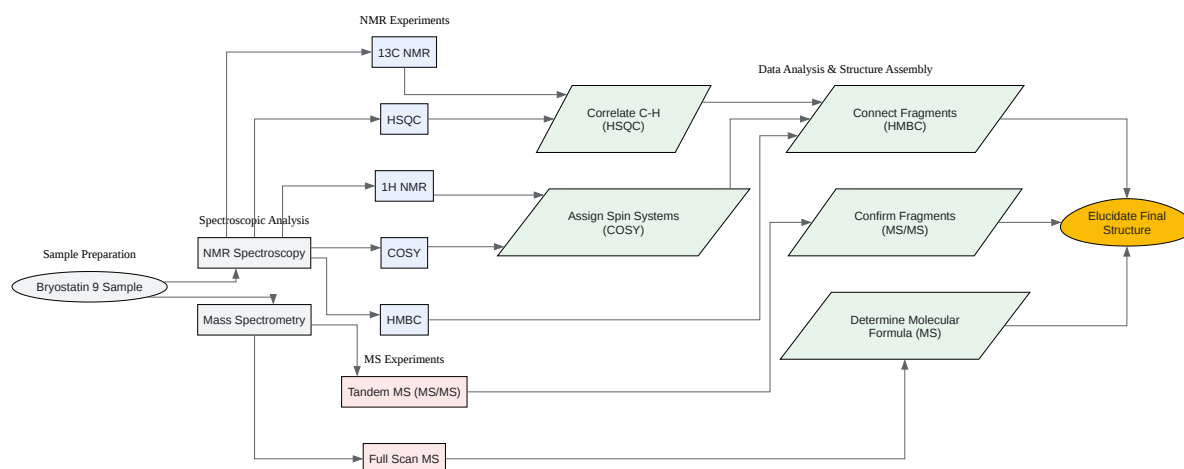 NMR Experiments
13C NMR
Data Analysis & Structure Assembly
HSQC
Correlate C-H
(HSQC)
Connect Fragments
(HMBC)
1H NMR
Spectroscopic Analysis
Assign Spin Systems
(COSY)
Confirm Fragments
(MS/MS)
Elucidate Final
Structure
Sample Preparation
NMR Spectroscopy
COSY
Bryostatin 9 Sample
Mass Spectrometry
HMBC
Determine Molecular
Formula (MS)
MS Experiments
Tandem MS (MS/MS)
Full Scan MS